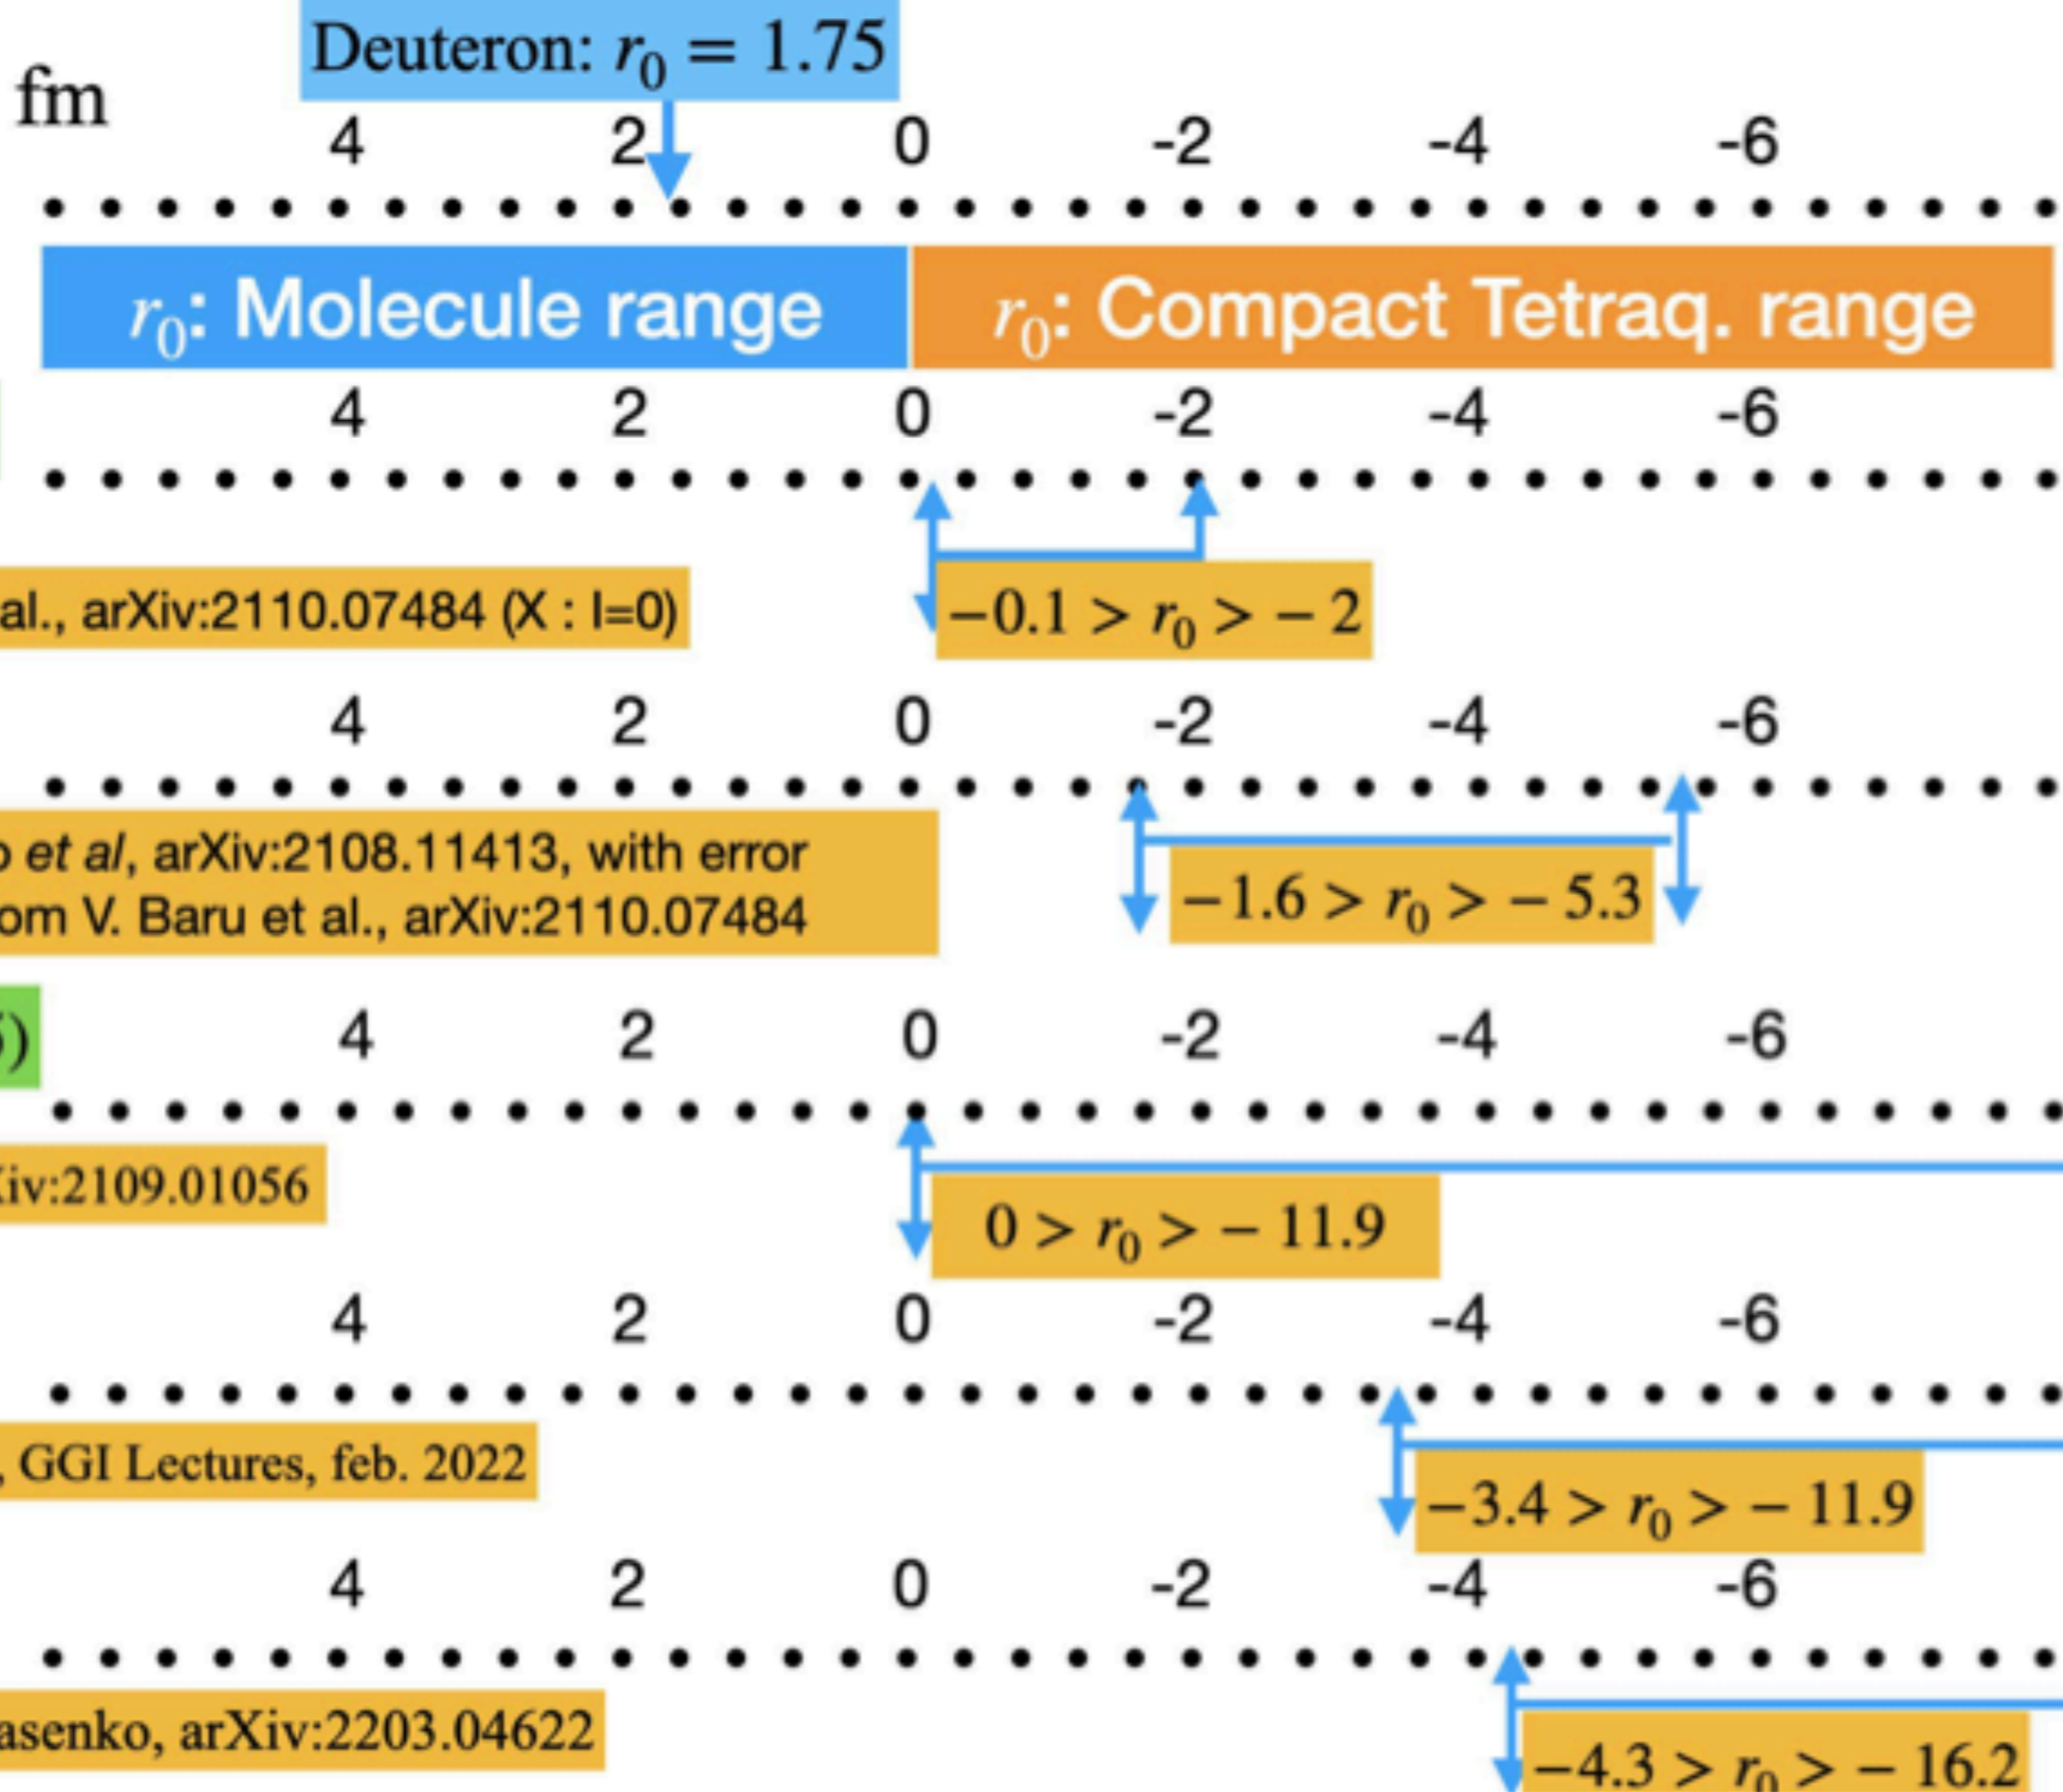 Deuteron: r₀ = 1.75
fm
4 2 0 -2 -4 -6
r₀: Molecule range r₀: Compact Tetraq. range
4 2 0 -2 -4 -6
al., arXiv:2110.07484 (X : I=0) −0.1 > r₀ > − 2
4 2 0 -2 -4 -6
et al, arXiv:2108.11413, with error
om V. Baru et al., arXiv:2110.07484
−1.6 > r₀ > − 5.3
4 2 0 -2 -4 -6
iv:2109.01056
0 > r₀ > − 11.9
4 2 0 -2 -4 -6
, GGI Lectures, feb. 2022
−3.4 > r₀ > − 11.9
4 2 0 -2 -4 -6
asenko, arXiv:2203.04622
−4.3 > r₀ > − 16.2